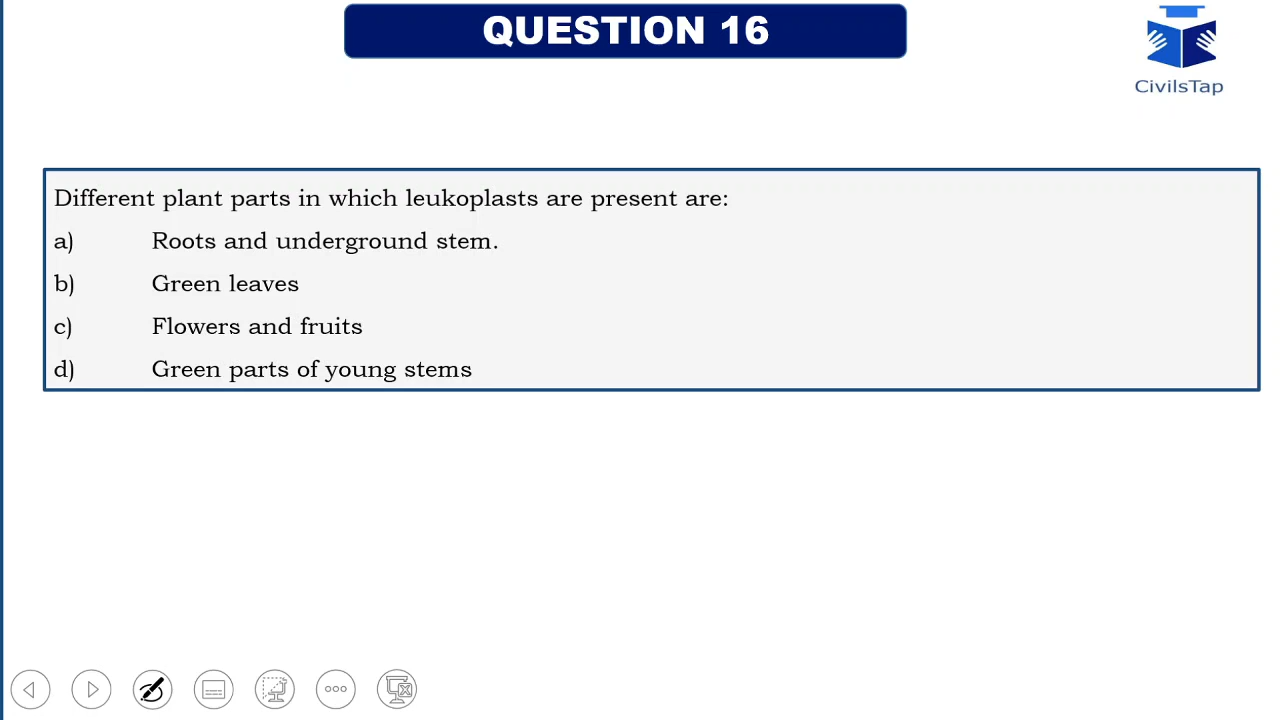 QUESTION 16
CivilsTap
Different plant parts in which leukoplasts are present are:
a) Roots and underground stem.
b) Green leaves
c) Flowers and fruits
d) Green parts of young stems